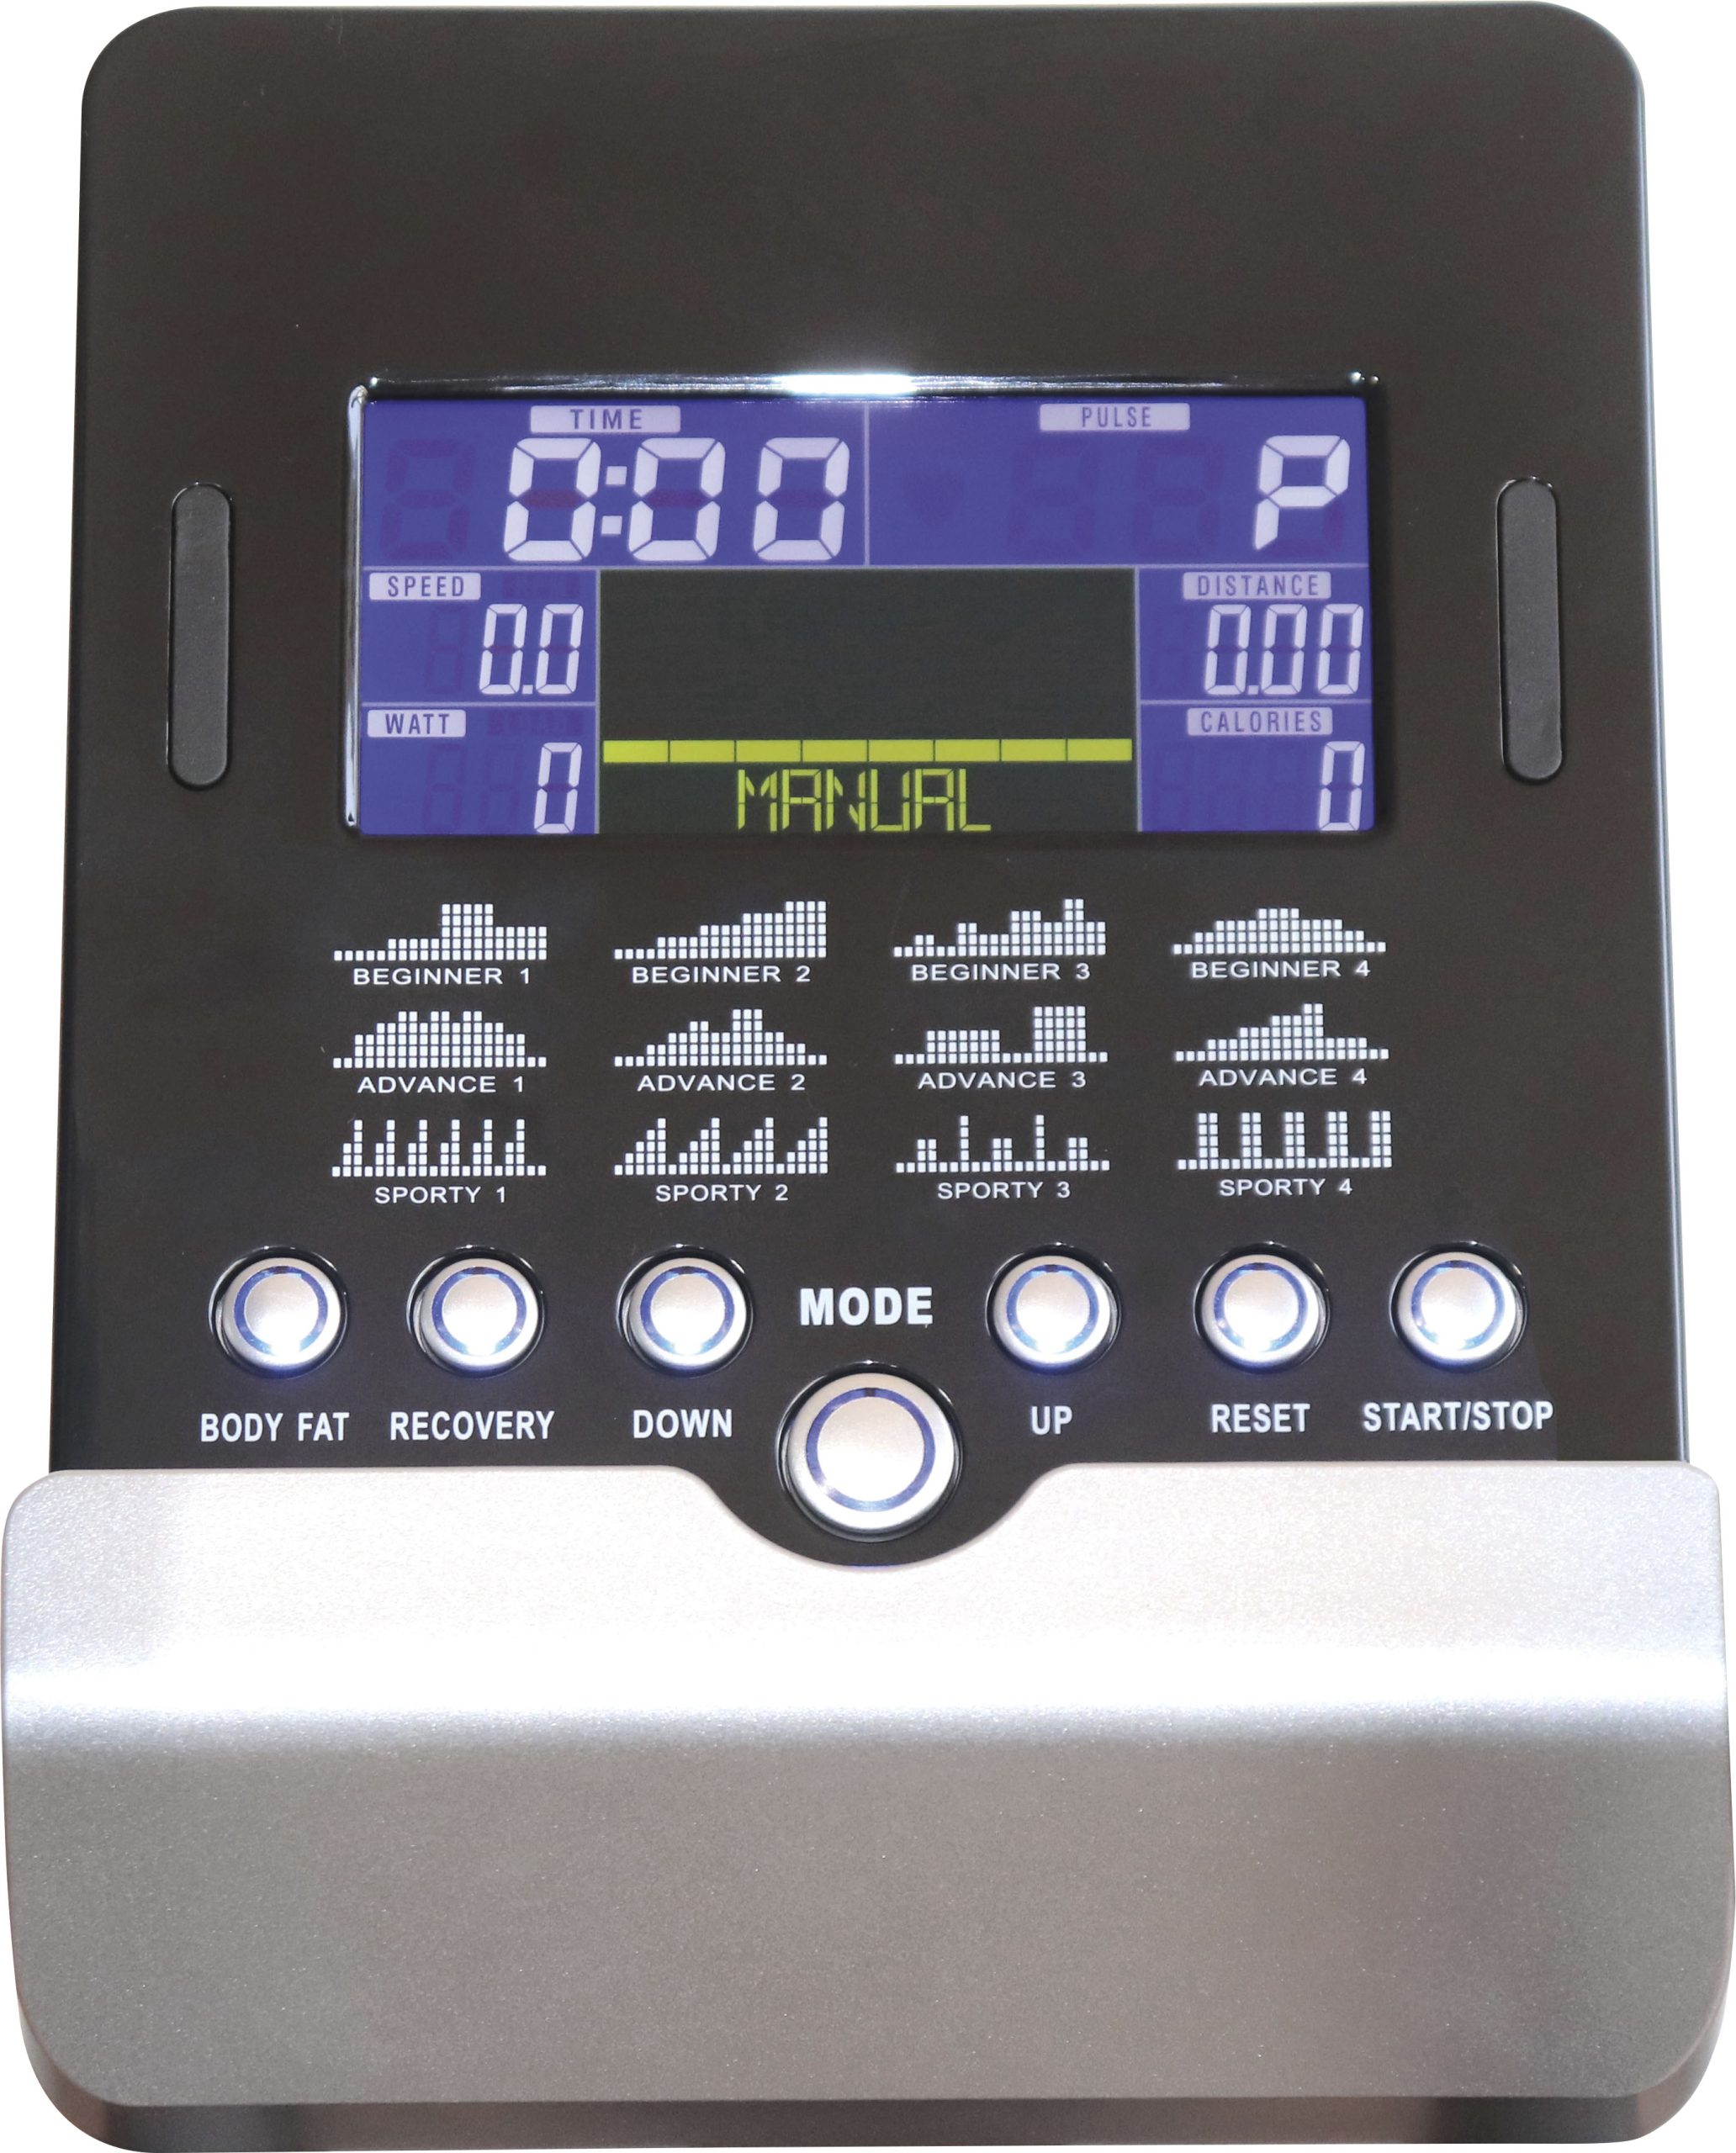 TIME PULSE
0:00 P
SPEED DISTANCE
0.0 0.00
WATT CALORIES
0 0
MANUAL
BEGINNER 1 BEGINNER 2 BEGINNER 3 BEGINNER 4
ADVANCE 1 ADVANCE 2 ADVANCE 3 ADVANCE 4
SPORTY 1 SPORTY 2 SPORTY 3 SPORTY 4
MODE
BODY FAT RECOVERY DOWN UP RESET START/STOP